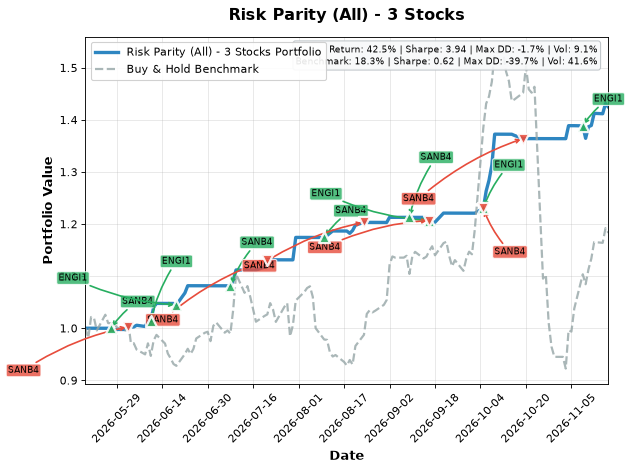 Risk Parity (All) - 3 Stocks
Risk Parity (All) - 3 Stocks Portfolio
Buy & Hold Benchmark
Return: 42.5% | Sharpe: 3.94 | Max DD: -1.7% | Vol: 9.1%
Benchmark: 18.3% | Sharpe: 0.62 | Max DD: -39.7% | Vol: 41.6%
Portfolio Value
1.5
1.4
1.3
1.2
1.1
1.0
0.9
ENGI1
SANB4
ENGI1
SANB4
ENGI1
SANB4
ENGI1
SANB4
SANB4
ENGI1
SANB4
SANB4
SANB4
SANB4
SANB4
ENGI1
SANB4
2026-05-29
2026-06-14
2026-06-30
2026-07-16
2026-08-01
2026-08-17
2026-09-02
2026-09-18
2026-10-04
2026-10-20
2026-11-05
Date